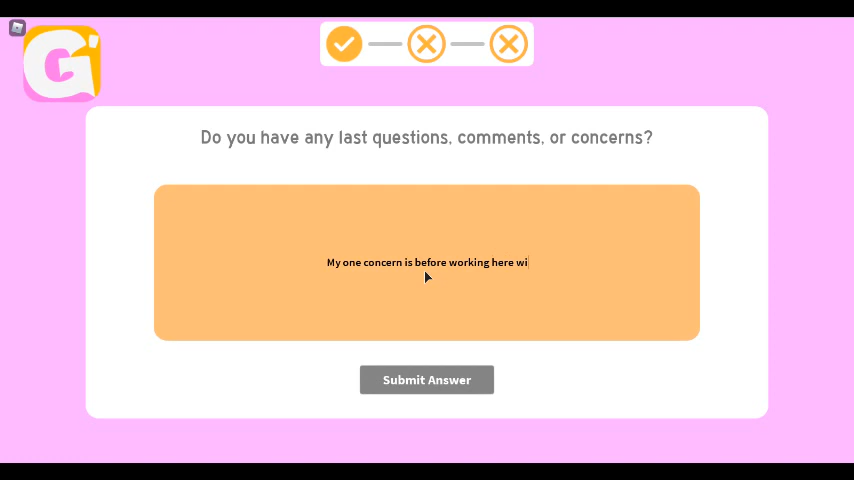 G
Do you have any last questions, comments, or concerns?
My one concern is before working here wi
Submit Answer